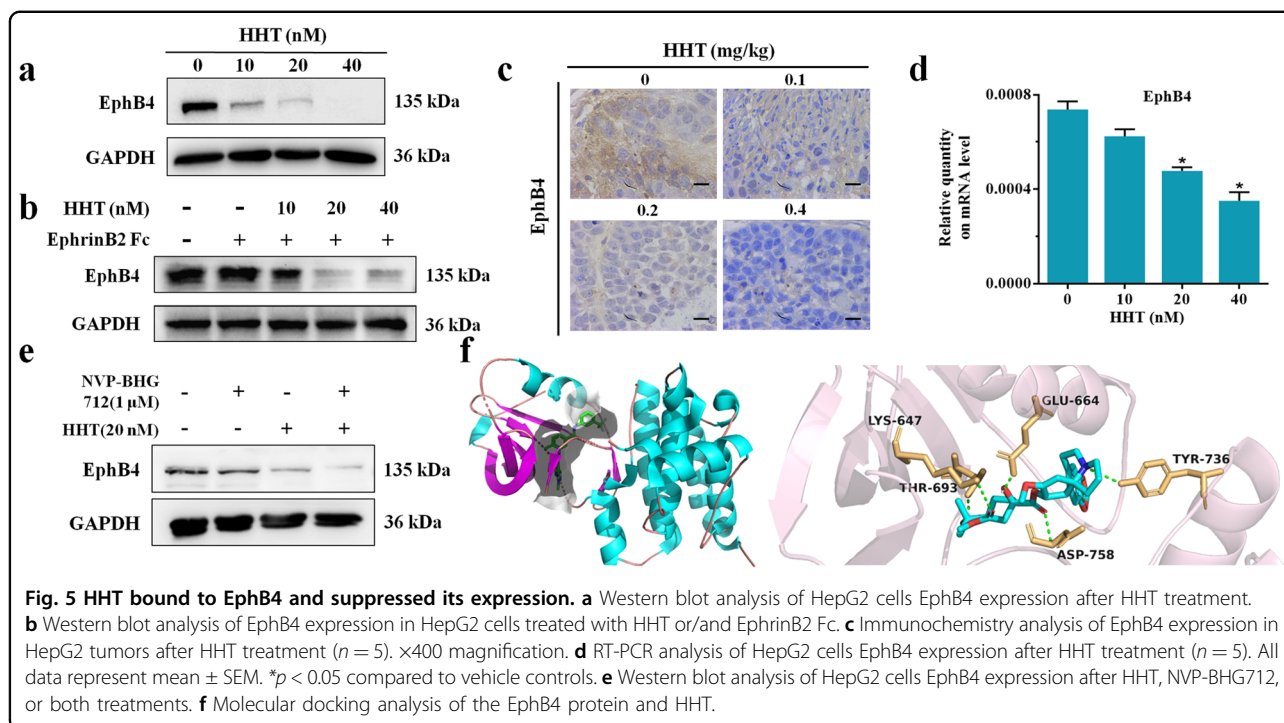 a
HHT (nM)
0 10 20 40
EphB4 135 kDa
GAPDH 36 kDa
b
HHT (nM) - - 10 20 40
EphrinB2 Fc - + + + +
EphB4 135 kDa
GAPDH 36 kDa
c
HHT (mg/kg)
0 0.1
0.2 0.4
EphB4
d
EphB4
Relative quantity
on mRNA level
0.0008
0.0004
0.0000
* *
0 10 20 40
HHT (nM)
e
NVP-BHG
712(1 μM) - + - +
HHT(20 nM) - - + +
EphB4 135 kDa
GAPDH 36 kDa
f
LYS-647
GLU-664
THR-693
TYR-736
ASP-758
Fig. 5 HHT bound to EphB4 and suppressed its expression. a Western blot analysis of HepG2 cells EphB4 expression after HHT treatment.
b Western blot analysis of EphB4 expression in HepG2 cells treated with HHT or/and EphrinB2 Fc. c Immunochemistry analysis of EphB4 expression in
HepG2 tumors after HHT treatment (n = 5). ×400 magnification. d RT-PCR analysis of HepG2 cells EphB4 expression after HHT treatment (n = 5). All
data represent mean ± SEM. *p < 0.05 compared to vehicle controls. e Western blot analysis of HepG2 cells EphB4 expression after HHT, NVP-BHG712,
or both treatments. f Molecular docking analysis of the EphB4 protein and HHT.